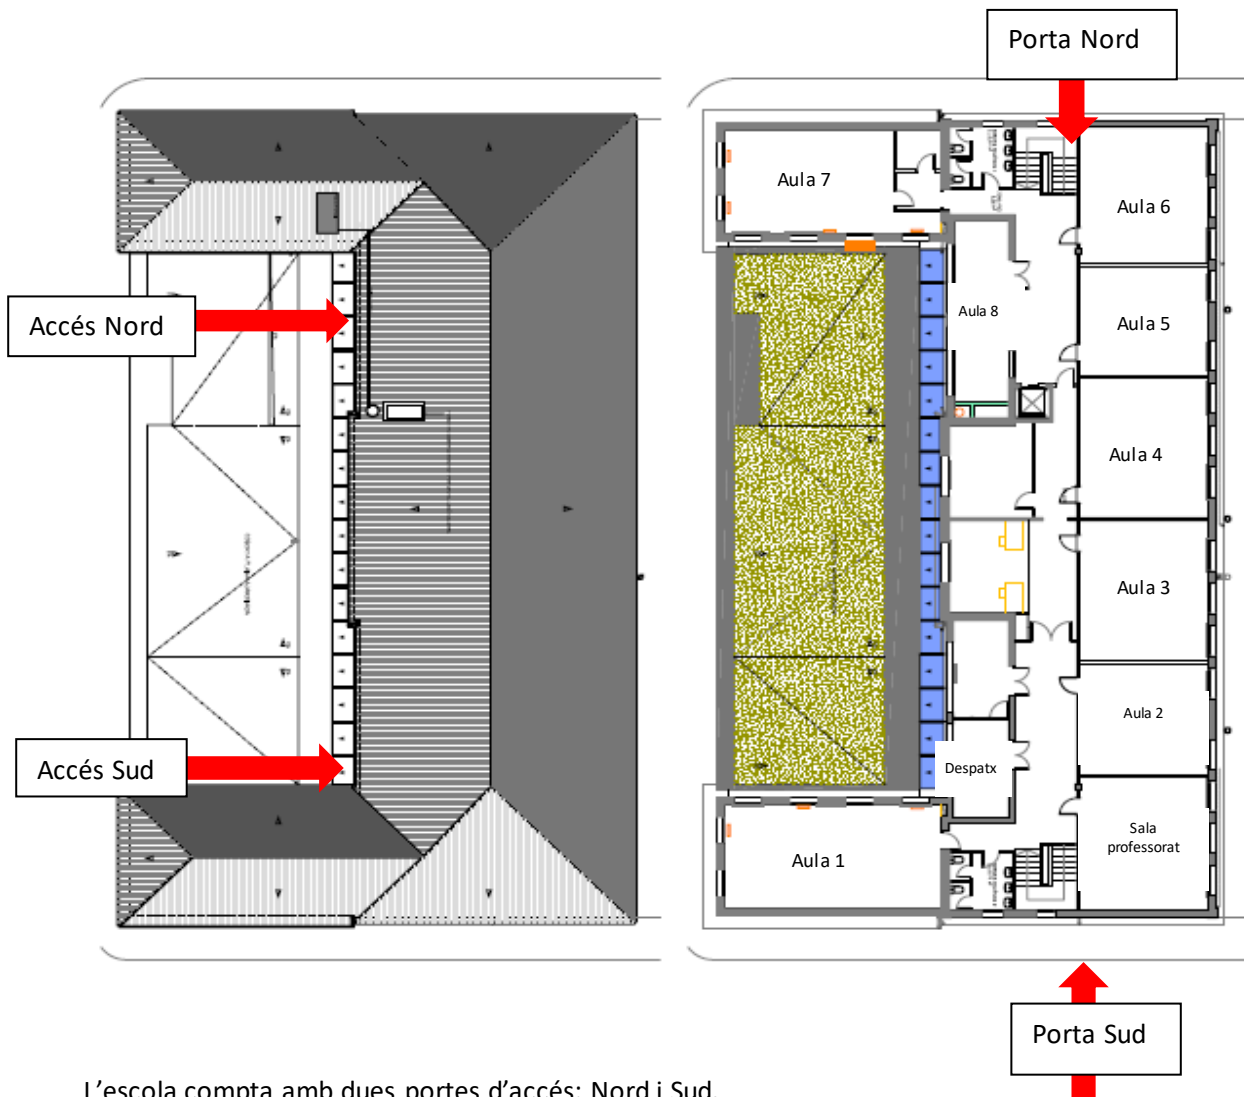 Porta Nord
Aula 7
Aula 6
Accés Nord
Aula 8
Aula 5
Aula 4
Aula 3
Aula 2
Accés Sud
Despatx
Sala
professorat
Aula 1
Porta Sud
L’escola compta amb dues portes d’accés: Nord i Sud.